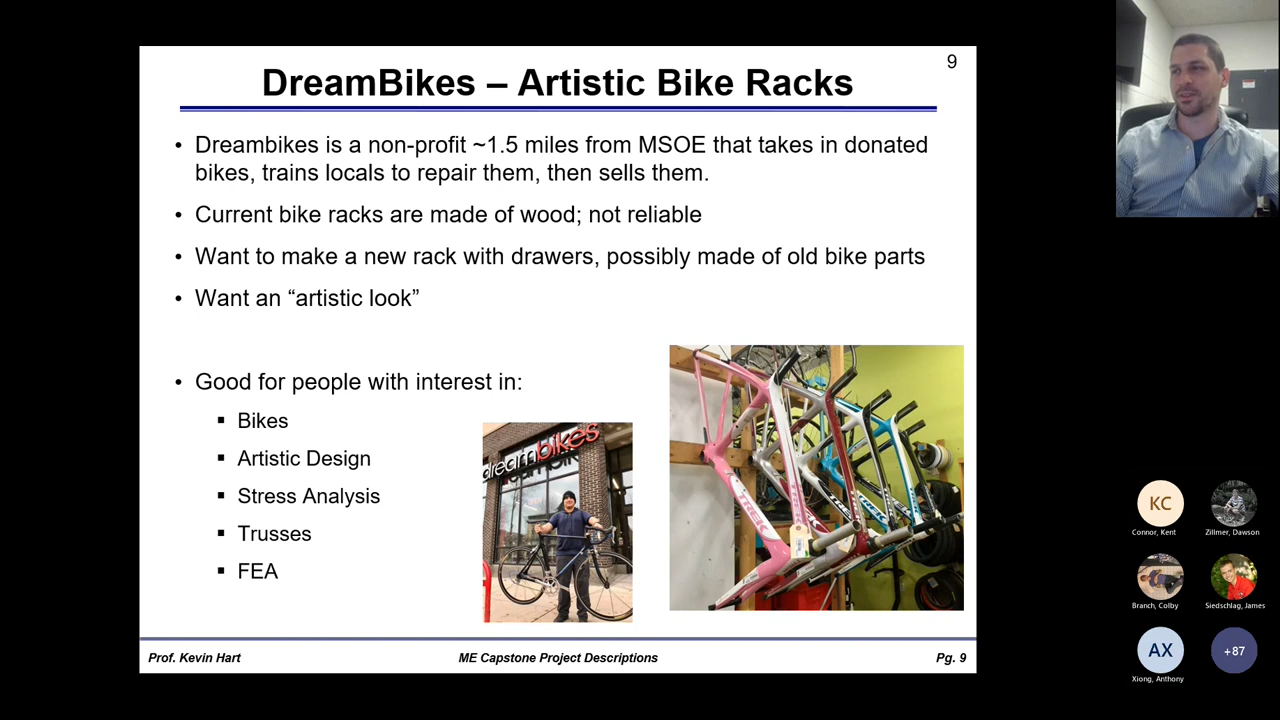 9
DreamBikes – Artistic Bike Racks
• Dreambikes is a non-profit ~1.5 miles from MSOE that takes in donated
bikes, trains locals to repair them, then sells them.
• Current bike racks are made of wood; not reliable
• Want to make a new rack with drawers, possibly made of old bike parts
• Want an “artistic look”
• Good for people with interest in:
▪ Bikes
▪ Artistic Design
▪ Stress Analysis
▪ Trusses
▪ FEA
dreambikes
TREK
TREK
TREK
Prof. Kevin Hart
ME Capstone Project Descriptions
Pg. 9
KC
Connor, Kent
Zillmer, Dawson
Branch, Colby
Siedschlag, James
AX
Xiong, Anthony
+87